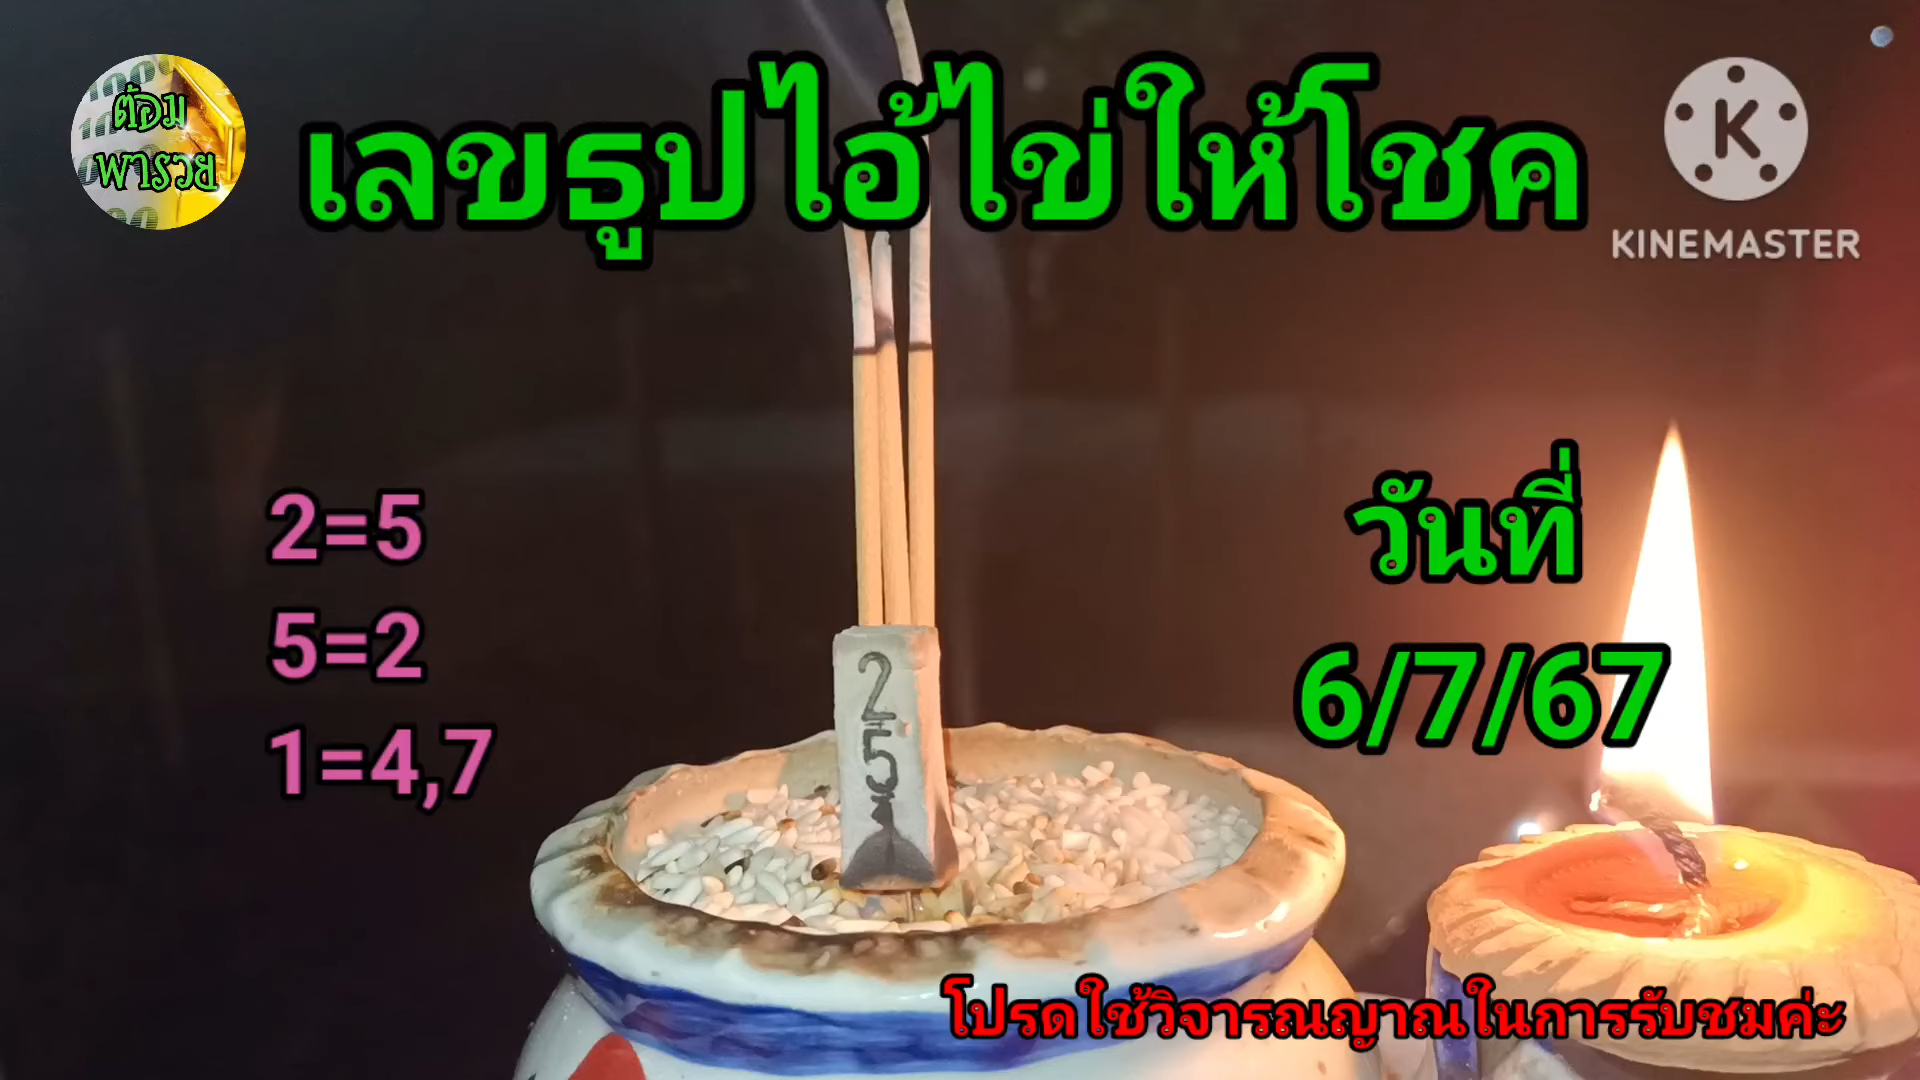 ต้อม
พารวย
เลขธูปไอ้ไข่ให้โชค
K
KINEMASTER
2=5
5=2
1=4,7
วันที่
6/7/67
2
5
โปรดใช้วิจารณญาณในการรับชมค่ะ